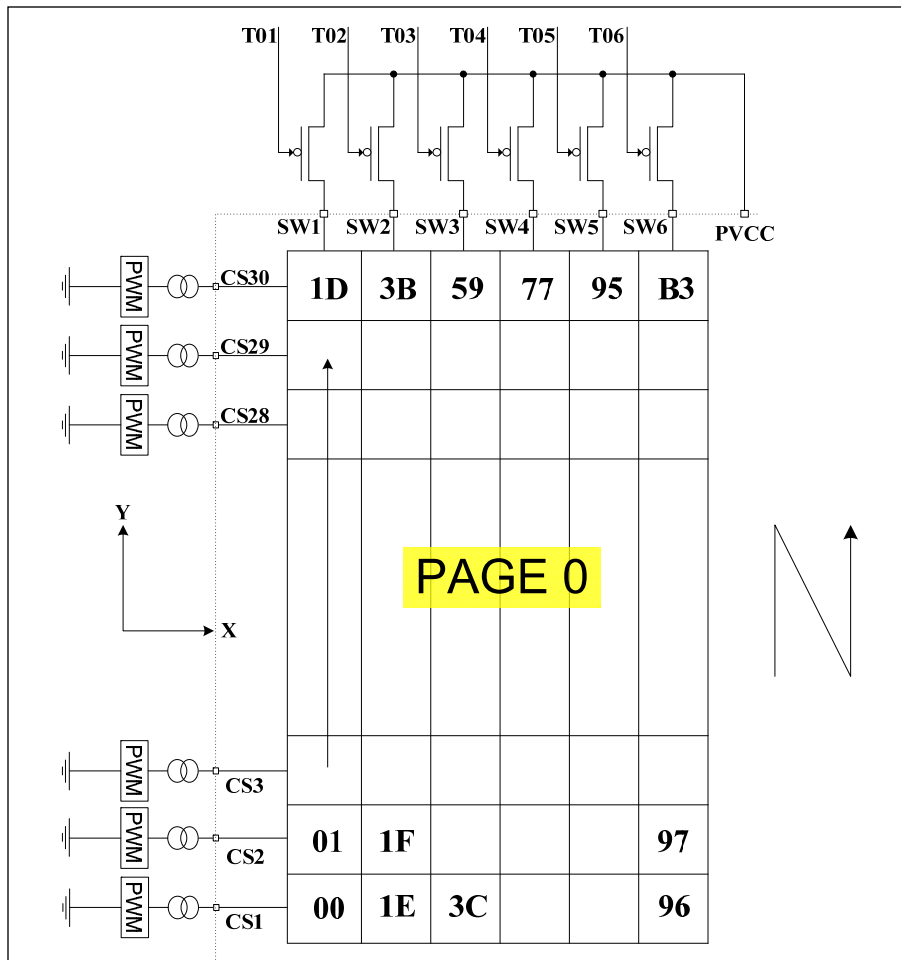 T01 T02 T03 T04 T05 T06
SW1 SW2 SW3 SW4 SW5 SW6 PVCC
PWM CS30 1D 3B 59 77 95 B3
PWM CS29
PWM CS28
Y
PAGE 0
X
PWM CS3
PWM CS2 01 1F 97
PWM CS1 00 1E 3C 96